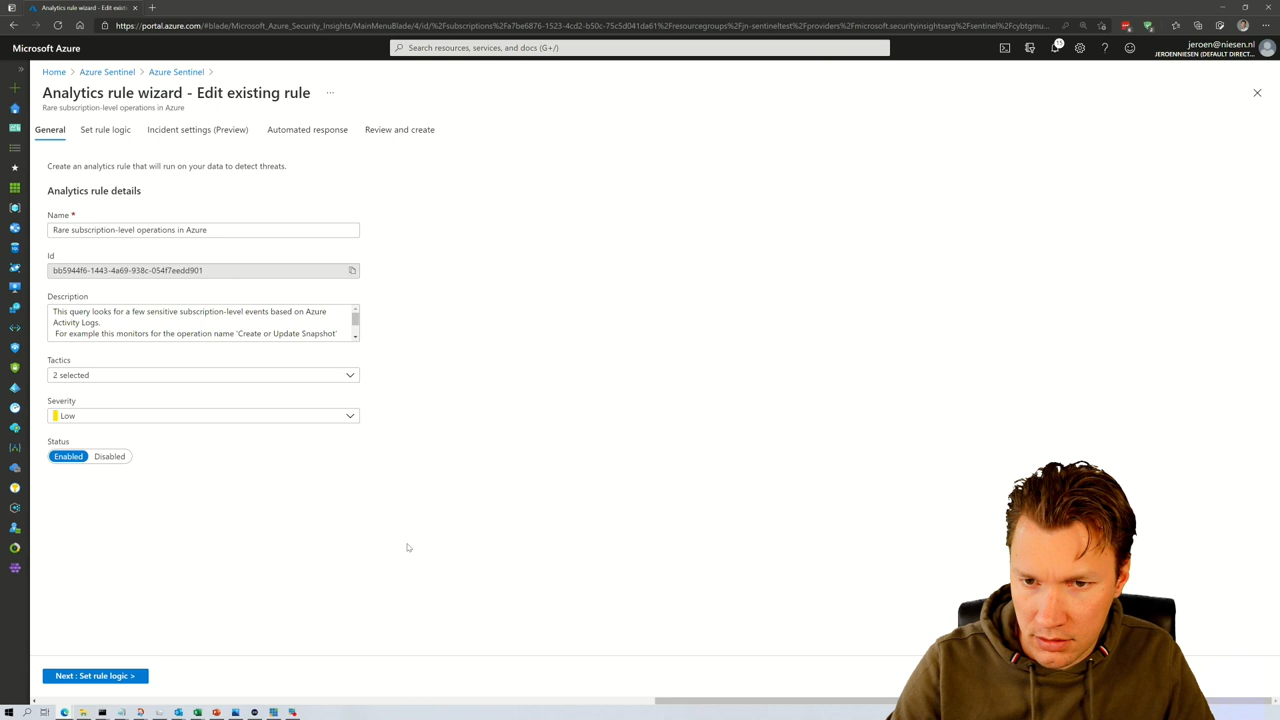 Analytics rule wizard - Edit existi
https://portal.azure.com/#blade/Microsoft_Azure_Security_Insights/MainMenuBlade/4/id/%2Fsubscriptions%2Fa7be6876-1523-4cd2-b50c-75c5d041da61%2Fresourcegroups%2Fjn-sentineltest%2Fproviders%2Fmicrosoft.securityinsightsarg%2Fsentinel%2Fcybtgmu...
Microsoft Azure
Search resources, services, and docs (G+/)
15
jeroen@niesen.nl
JEROENNIESEN (DEFAULT DIRECT...
Home > Azure Sentinel > Azure Sentinel >
Analytics rule wizard - Edit existing rule ...
Rare subscription-level operations in Azure
General Set rule logic Incident settings (Preview) Automated response Review and create
Create an analytics rule that will run on your data to detect threats.
Analytics rule details
Name *
Rare subscription-level operations in Azure
Id
bb5944f6-1443-4a69-938c-054f7eedd901
Description
This query looks for a few sensitive subscription-level events based on Azure
Activity Logs.
For example this monitors for the operation name 'Create or Update Snapshot'
Tactics
2 selected
Severity
Low
Status
Enabled Disabled
Next : Set rule logic >